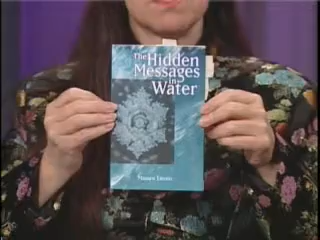 The Hidden
Messages
in
Water
Masaru Emoto